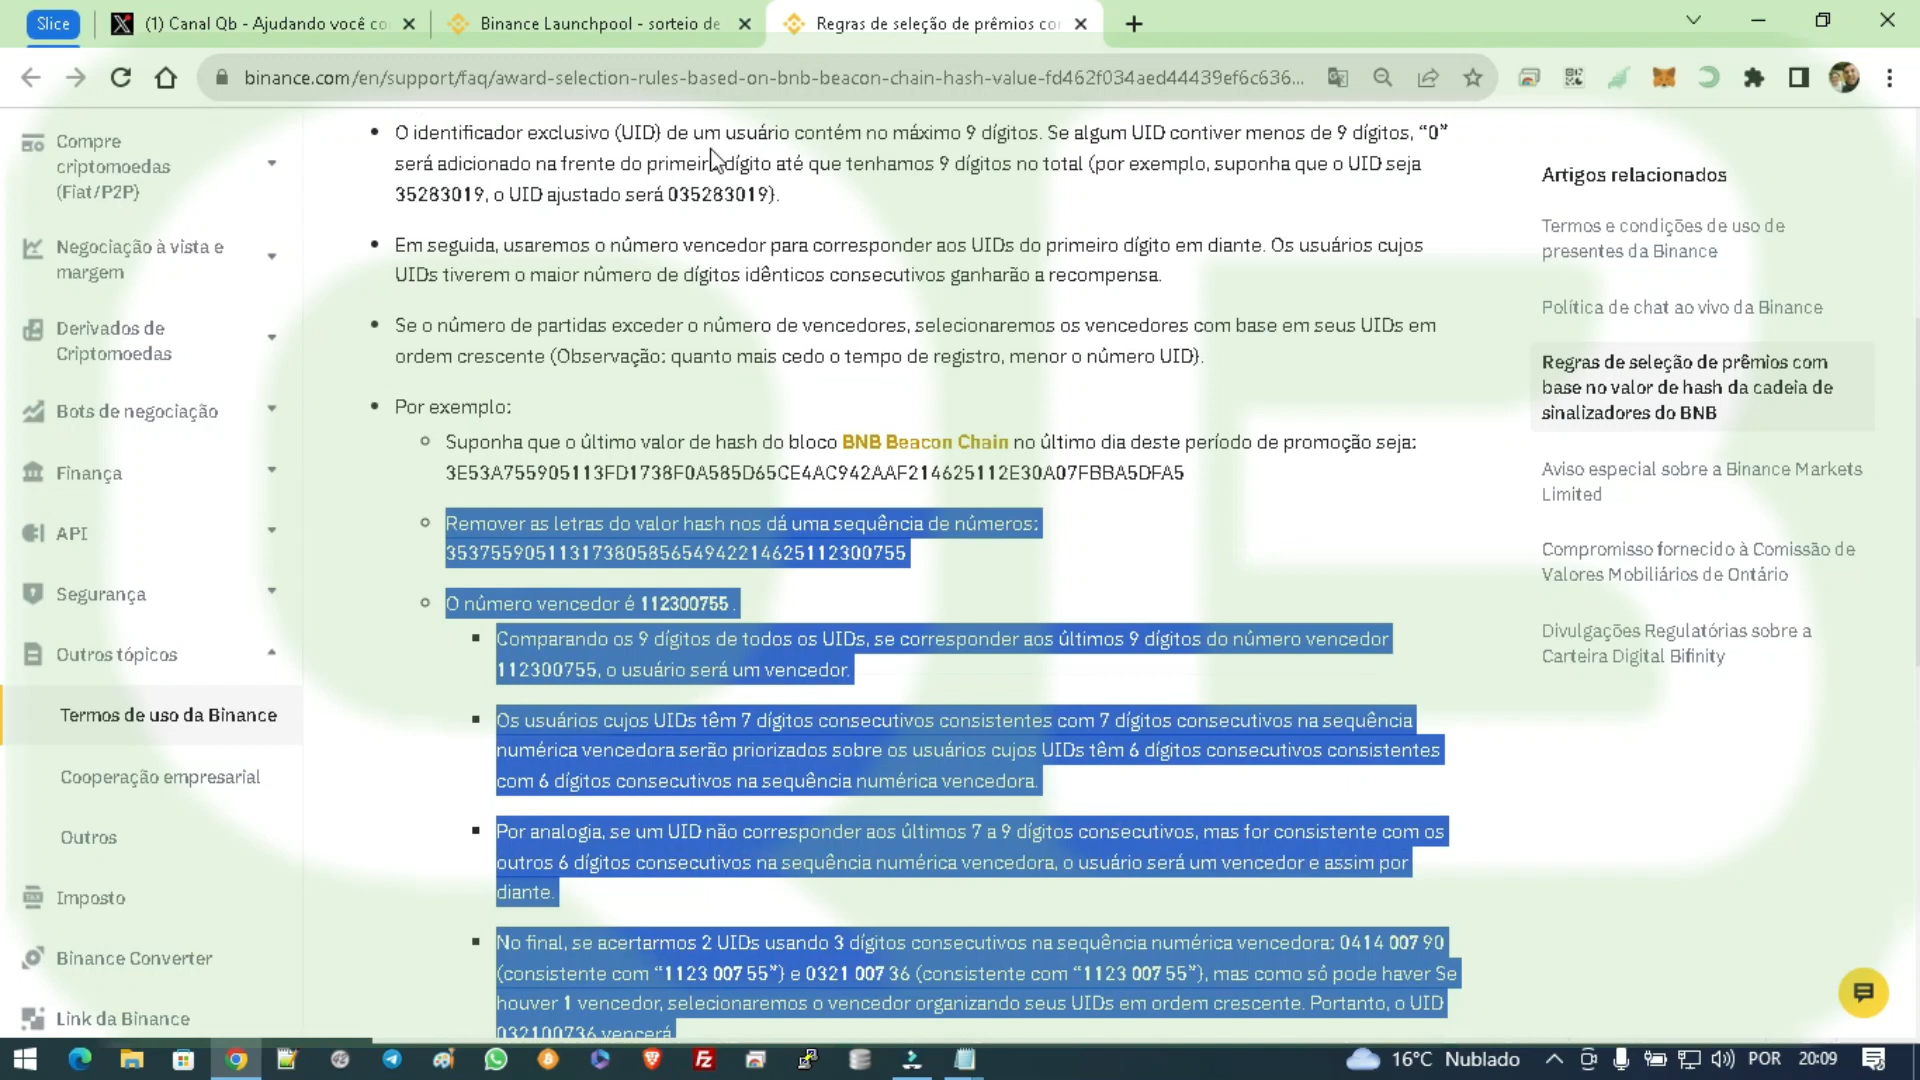 Slice
(1) Canal Qb - Ajudando você co
Binance Launchpool - sorteio de
Regras de seleção de prêmios cor
binance.com/en/support/faq/award-selection-rules-based-on-bnb-beacon-chain-hash-value-fd462f034aed44439ef6c636...
Compre
criptomoedas
(Fiat/P2P)
Negociação à vista e
margem
Derivados de
Criptomoedas
Bots de negociação
Finança
API
Segurança
Outros tópicos
Termos de uso da Binance
Cooperação empresarial
Outros
Imposto
Binance Converter
Link da Binance
O identificador exclusivo (UID) de um usuário contém no máximo 9 dígitos. Se algum UID contiver menos de 9 dígitos, “0”
será adicionado na frente do primeiro dígito até que tenhamos 9 dígitos no total (por exemplo, suponha que o UID seja
35283019, o UID ajustado será 035283019).
Em seguida, usaremos o número vencedor para corresponder aos UIDs do primeiro dígito em diante. Os usuários cujos
UIDs tiverem o maior número de dígitos idênticos consecutivos ganharão a recompensa.
Se o número de partidas exceder o número de vencedores, selecionaremos os vencedores com base em seus UIDs em
ordem crescente (Observação: quanto mais cedo o tempo de registro, menor o número UID).
Por exemplo:
Suponha que o último valor de hash do bloco BNB Beacon Chain no último dia deste período de promoção seja:
3E53A755905113FD1738F0A585D65CE4AC942AAF214625112E30A07FBBA5DFA5
Remover as letras do valor hash nos dá uma sequência de números:
35375590511317380585654942214625112300755
O número vencedor é 112300755 .
Comparando os 9 dígitos de todos os UIDs, se corresponder aos últimos 9 dígitos do número vencedor
112300755, o usuário será um vencedor.
Os usuários cujos UIDs têm 7 dígitos consecutivos consistentes com 7 dígitos consecutivos na sequência
numérica vencedora serão priorizados sobre os usuários cujos UIDs têm 6 dígitos consecutivos consistentes
com 6 dígitos consecutivos na sequência numérica vencedora.
Por analogia, se um UID não corresponder aos últimos 7 a 9 dígitos consecutivos, mas for consistente com os
outros 6 dígitos consecutivos na sequência numérica vencedora, o usuário será um vencedor e assim por
diante.
No final, se acertarmos 2 UIDs usando 3 dígitos consecutivos na sequência numérica vencedora: 0414 007 90
(consistente com “1123 007 55”) e 0321 007 36 (consistente com “1123 007 55”), mas como só pode haver Se
houver 1 vencedor, selecionaremos o vencedor organizando seus UIDs em ordem crescente. Portanto, o UID
032100736 vencerá
Artigos relacionados
Termos e condições de uso de
presentes da Binance
Política de chat ao vivo da Binance
Regras de seleção de prêmios com
base no valor de hash da cadeia de
sinalizadores do BNB
Aviso especial sobre a Binance Markets
Limited
Compromisso fornecido à Comissão de
Valores Mobiliários de Ontário
Divulgações Regulatórias sobre a
Carteira Digital Bifinity
16°C Nublado
POR
20:09